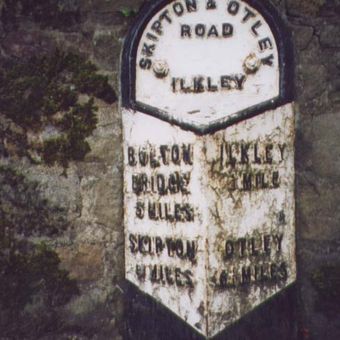 SKIPTON & OTLEY
ROAD
ILKLEY
BOLTON
BRIDGE
5 MILES
SKIPTON
MILES
ILKLEY
1 MILE
OTLEY
MILES